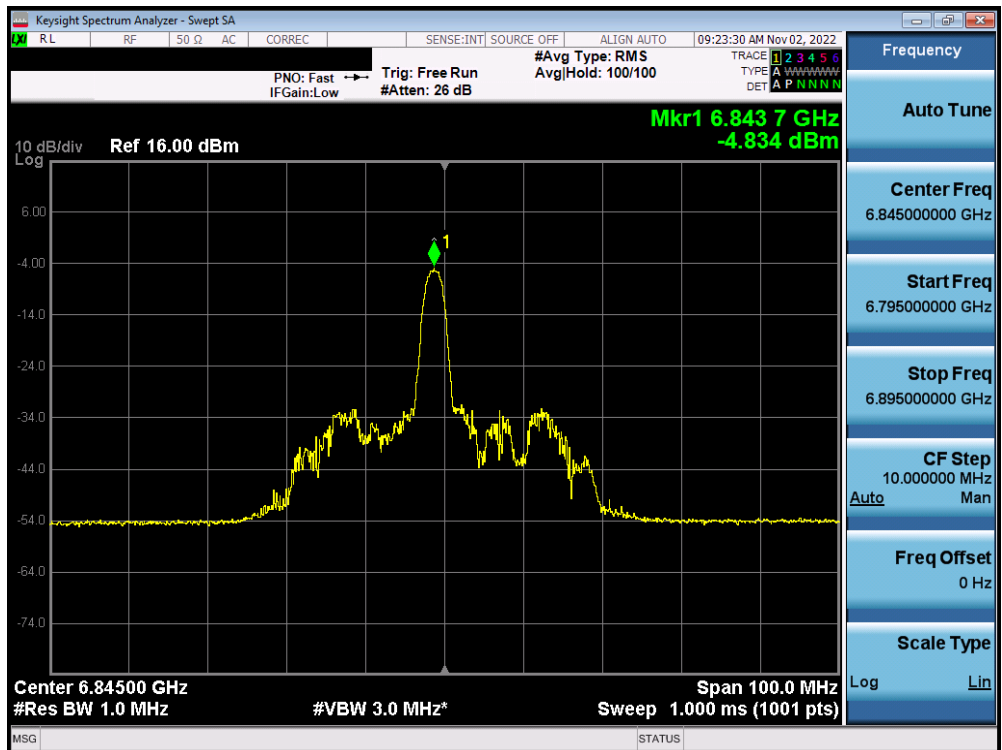 Keysight Spectrum Analyzer - Swept SA
LXI RL RF 50 Ω AC CORREC SENSE:INT SOURCE OFF ALIGN AUTO 09:23:30 AM Nov 02, 2022
Frequency
PNO: Fast
IFGain:Low
Trig: Free Run
#Atten: 26 dB
#Avg Type: RMS
Avg|Hold: 100/100
TRACE 1 2 3 4 5 6
TYPE A WWWWW
DET A P N N N N
Auto Tune
Mkr1 6.843 7 GHz
-4.834 dBm
10 dB/div Ref 16.00 dBm
Log
6.00
-4.00
-14.0
-24.0
-34.0
-44.0
-54.0
-64.0
-74.0
1
Center Freq
6.845000000 GHz
Start Freq
6.795000000 GHz
Stop Freq
6.895000000 GHz
CF Step
10.000000 MHz
Auto Man
Freq Offset
0 Hz
Scale Type
Log Lin
Center 6.84500 GHz Span 100.0 MHz
#Res BW 1.0 MHz #VBW 3.0 MHz* Sweep 1.000 ms (1001 pts)
MSG STATUS